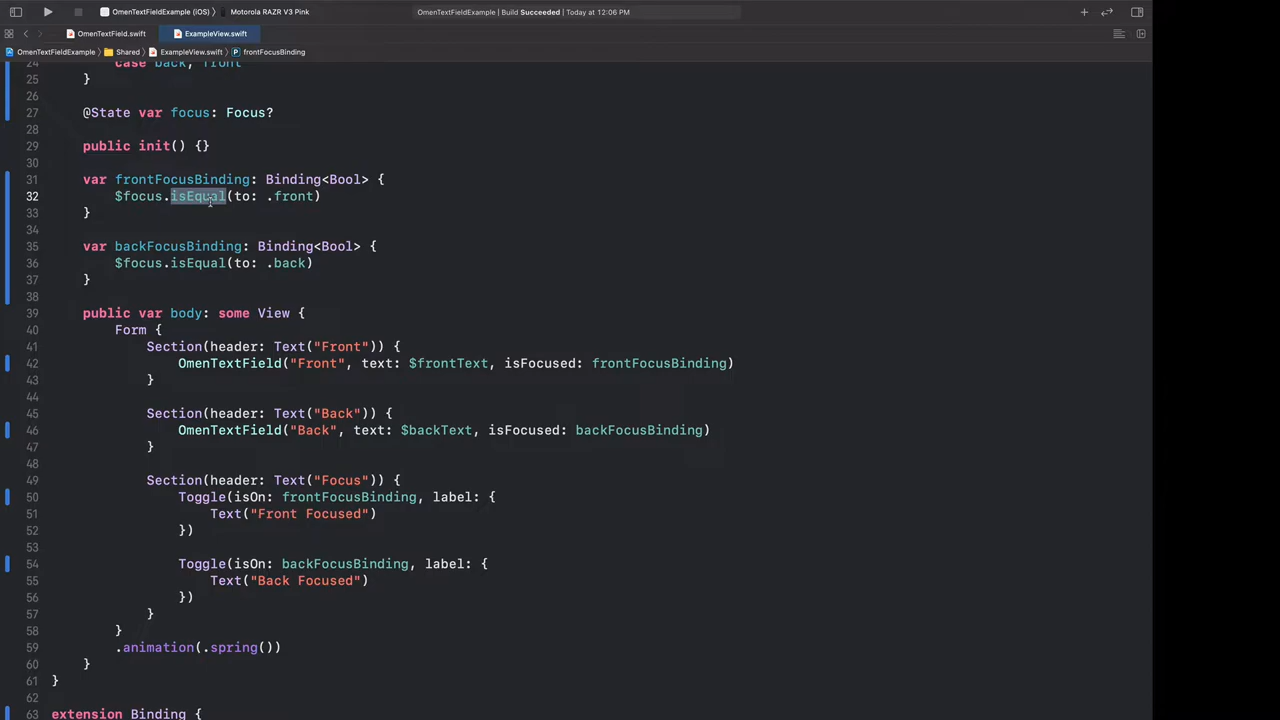 OmenTextFieldExample (iOS) Motorola RAZR V3 Pink OmenTextFieldExample | Build Succeeded | Today at 12:06 PM
OmenTextField.swift ExampleView.swift
OmenTextFieldExample Shared ExampleView.swift P frontFocusBinding
24 case back, front
25 }
26
27 @State var focus: Focus?
28
29 public init() {}
30
31 var frontFocusBinding: Binding<Bool> {
32 $focus.isEqual(to: .front)
33 }
34
35 var backFocusBinding: Binding<Bool> {
36 $focus.isEqual(to: .back)
37 }
38
39 public var body: some View {
40 Form {
41 Section(header: Text("Front")) {
42 OmenTextField("Front", text: $frontText, isFocused: frontFocusBinding)
43 }
44
45 Section(header: Text("Back")) {
46 OmenTextField("Back", text: $backText, isFocused: backFocusBinding)
47 }
48
49 Section(header: Text("Focus")) {
50 Toggle(isOn: frontFocusBinding, label: {
51 Text("Front Focused")
52 })
53
54 Toggle(isOn: backFocusBinding, label: {
55 Text("Back Focused")
56 })
57 }
58 }
59 .animation(.spring())
60 }
61 }
62
63 extension Binding {